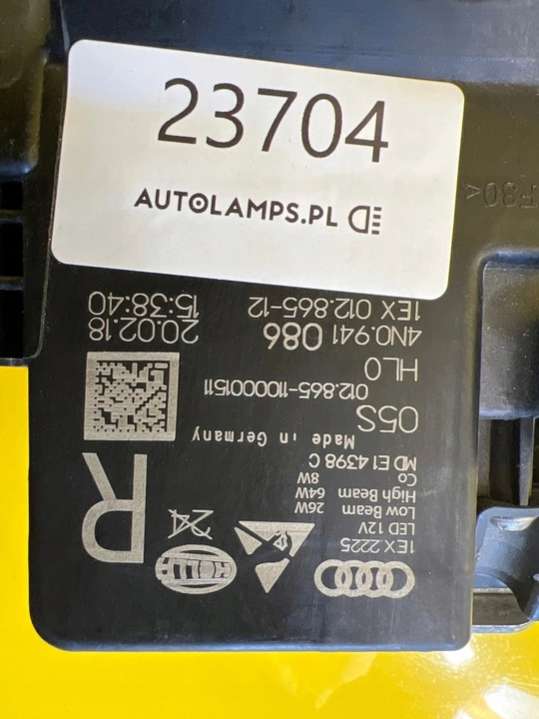 23704
AUTOLAMPS.PL
1EX 2225
LED 12V
Low Beam 26W
High Beam 64W
Co 8W
MD E1 4398 C
HELLA
R
Made in Germany
05S
012.865-1100001511
HL0
4N0.941 086
1EX 012.865-12
20.02.18
15:38:40